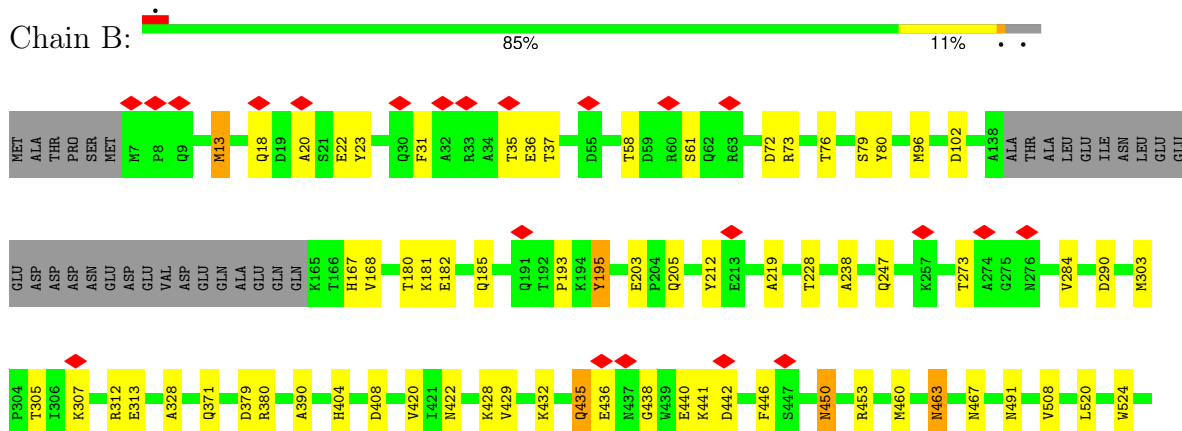 Chain B:
85% 11%
MET ALA THR PRO SER MET M7 P8 Q9 M13 Q18 D19 A20 S21 E22 Y23 Q30 F31 A32 R33 A34 T35 E36 T37 D55 T58 D59 R60 S61 Q62 R63 D72 R73 T76 S79 Y80 M96 D102 A138 ALA THR ALA LEU GLU ILE ASN LEU GLU GLU
GLU ASP ASP ASP ASN GLU ASP GLU VAL ASP GLU GLN ALA GLU GLN GLN K165 T166 H167 V168 T180 K181 E182 Q185 Q191 T192 P193 K194 Y195 E203 P204 Q205 Y212 E213 A219 T228 A238 Q247 K257 T273 A274 G275 N276 V284 D290 M303
P304 T305 I306 K307 R312 E313 A328 Q371 D379 R380 A390 H404 D408 V420 I421 N422 K428 V429 K432 Q435 E436 N437 G438 W439 E440 K441 D442 F446 S447 N450 R453 M460 N463 N467 N491 V508 L520 W524